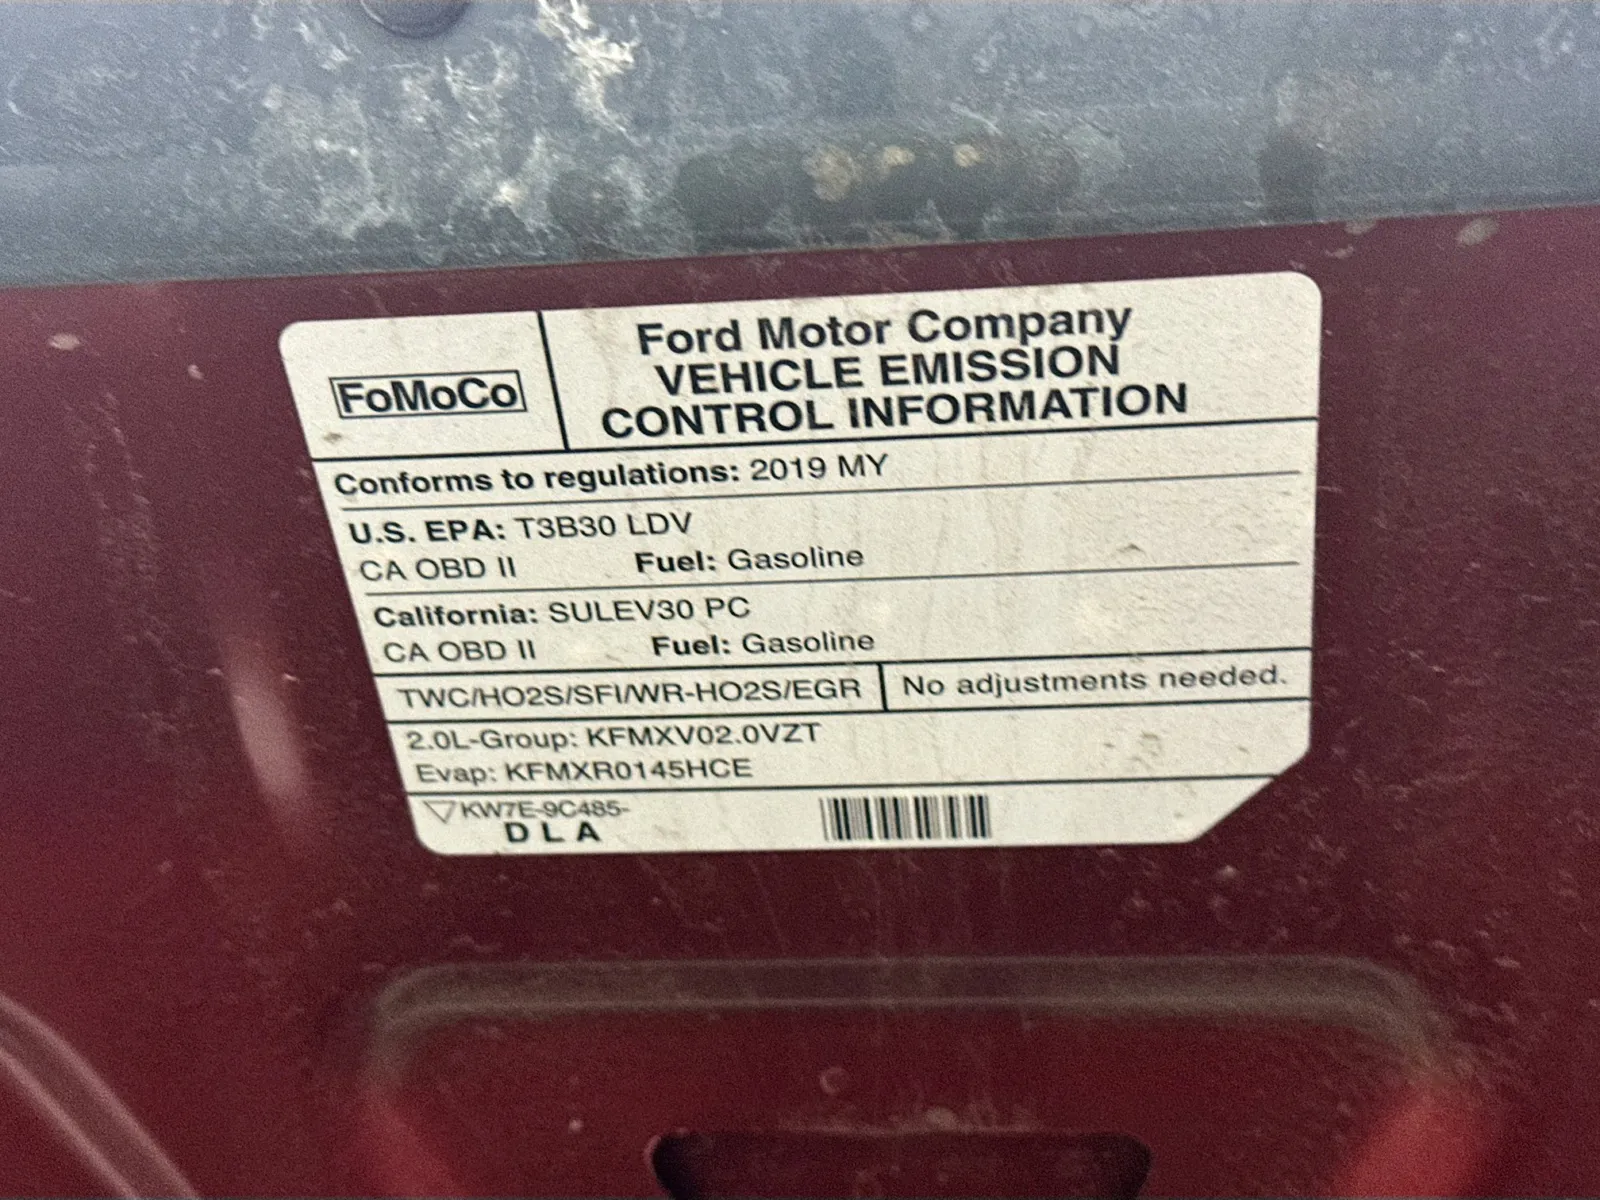 FoMoCo
Ford Motor Company
VEHICLE EMISSION
CONTROL INFORMATION
Conforms to regulations: 2019 MY
U.S. EPA: T3B30 LDV
CA OBD II Fuel: Gasoline
California: SULEV30 PC
CA OBD II Fuel: Gasoline
TWC/HO2S/SFI/WR-HO2S/EGR No adjustments needed.
2.0L-Group: KFMXV02.0VZT
Evap: KFMXR0145HCE
KW7E-9C485-
DLA